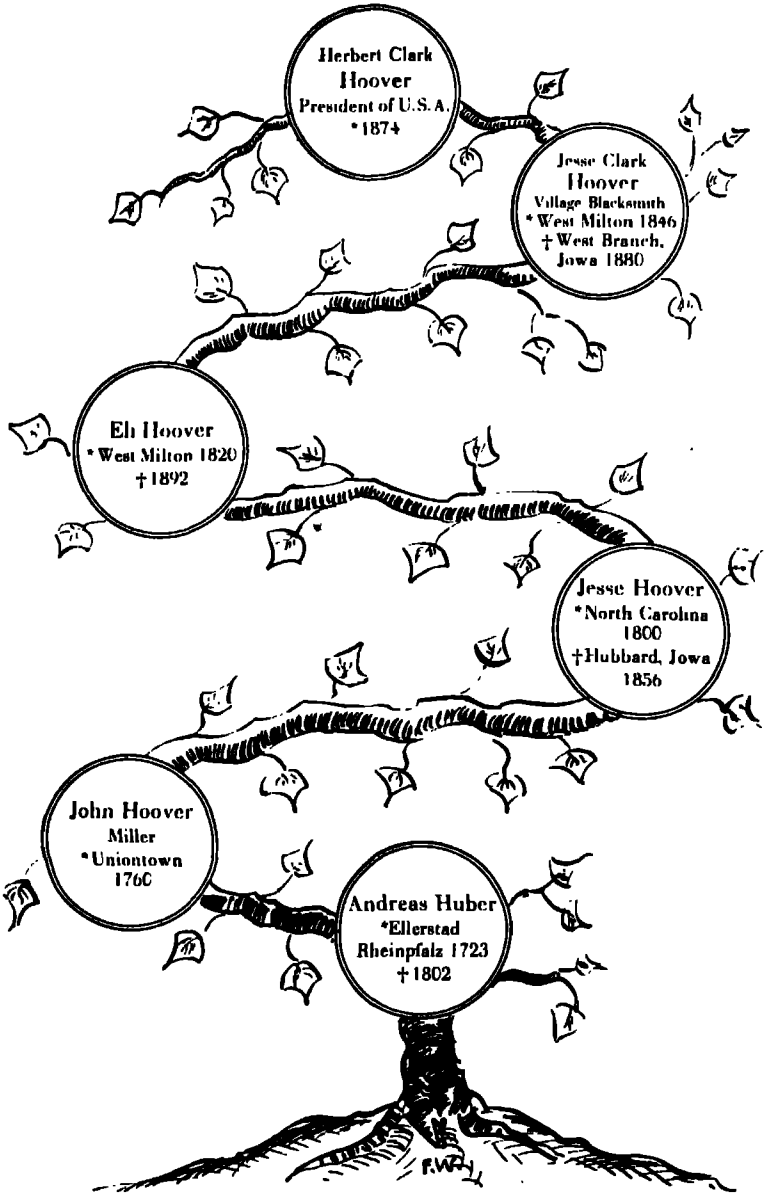 Herbert Clark
Hoover
President of U.S.A.
*1874
Jesse Clark
Hoover
Village Blacksmith
*West Milton 1846
†West Branch,
Jowa 1880
Eli Hoover
*West Milton 1820
†1892
Jesse Hoover
*North Carolina
1800
†Hubbard, Jowa
1856
John Hoover
Miller
*Uniontown
1760
Andreas Huber
*Ellerstad
Rheinpfalz 1723
†1802